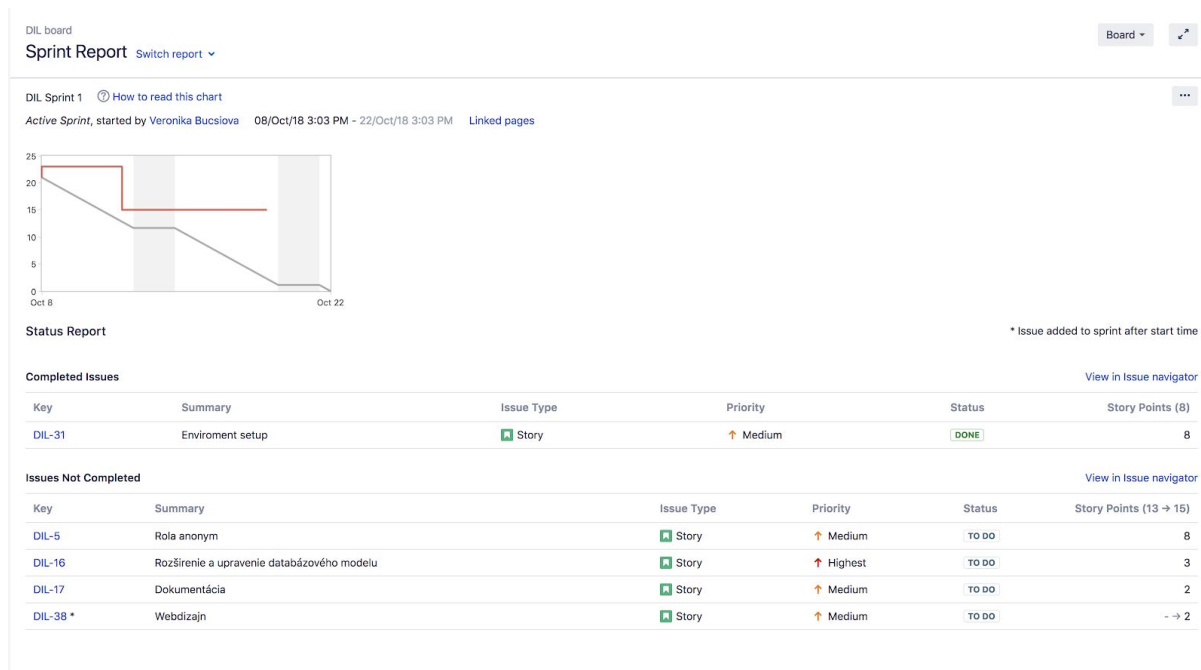 DIL board
Board
Sprint Report Switch report
DIL Sprint 1 ? How to read this chart
Active Sprint, started by Veronika Bucsiova 08/Oct/18 3:03 PM - 22/Oct/18 3:03 PM Linked pages
25
20
15
10
5
0
Oct 8 Oct 22
Status Report * Issue added to sprint after start time
Completed Issues View in Issue navigator
Key Summary Issue Type Priority Status Story Points (8)
DIL-31 Enviroment setup Story Medium DONE 8
Issues Not Completed View in Issue navigator
Key Summary Issue Type Priority Status Story Points (13 → 15)
DIL-5 Rola anonym Story Medium TO DO 8
DIL-16 Rozširenie a upravenie databázového modelu Story Highest TO DO 3
DIL-17 Dokumentácia Story Medium TO DO 2
DIL-38 * Webdizajn Story Medium TO DO - → 2